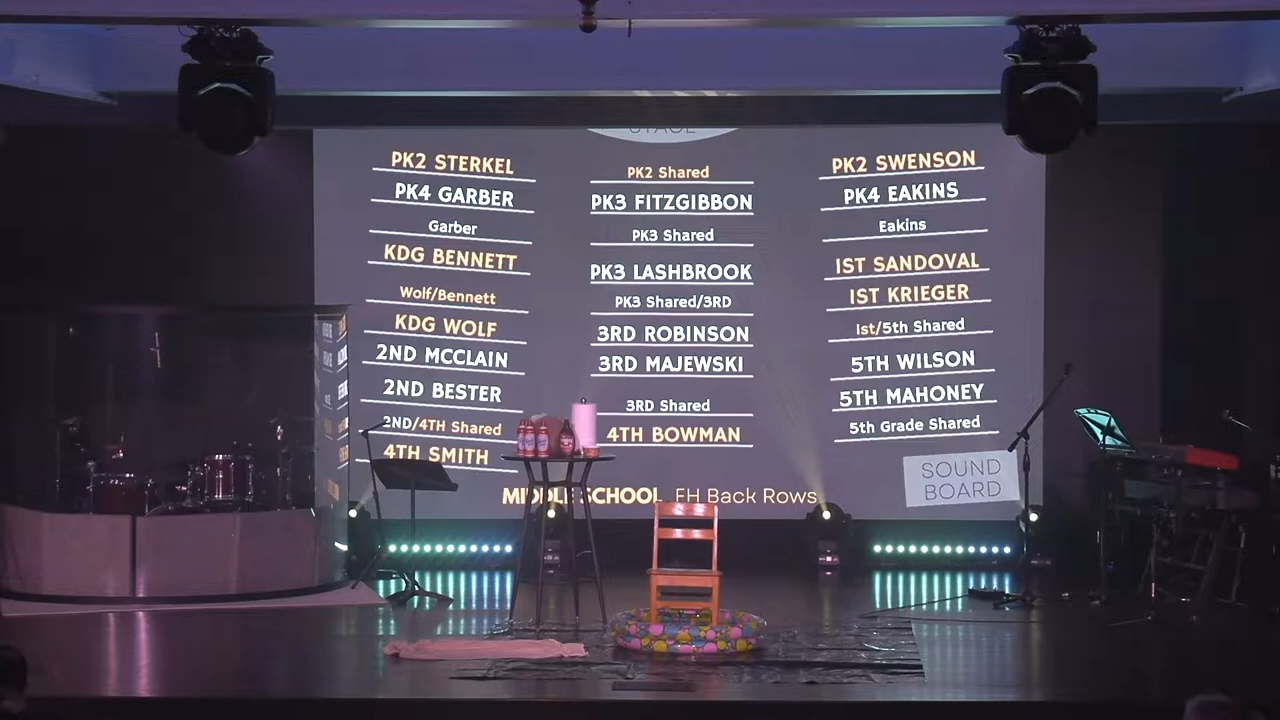 STAGE
PK2 STERKEL
PK4 GARBER
Garber
KDG BENNETT
Wolf/Bennett
KDG WOLF
2ND MCCLAIN
2ND BESTER
2ND/4TH Shared
4TH SMITH
PK2 Shared
PK3 FITZGIBBON
PK3 Shared
PK3 LASHBROOK
PK3 Shared/3RD
3RD ROBINSON
3RD MAJEWSKI
3RD Shared
4TH BOWMAN
PK2 SWENSON
PK4 EAKINS
Eakins
1ST SANDOVAL
1ST KRIEGER
1st/5th Shared
5TH WILSON
5TH MAHONEY
5th Grade Shared
MIDDLE SCHOOL FH Back Rows
SOUND
BOARD